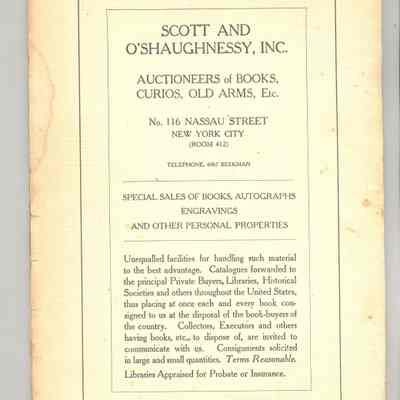 SCOTT AND
O'SHAUGHNESSY, INC.
AUCTIONEERS of BOOKS,
CURIOS, OLD ARMS, Etc.
No. 116 NASSAU STREET
NEW YORK CITY
(ROOM 412)
TELEPHONE, 4967 BEEKMAN
SPECIAL SALES OF BOOKS, AUTOGRAPHS
ENGRAVINGS
AND OTHER PERSONAL PROPERTIES
Unequalled facilities for handling such material
to the best advantage. Catalogues forwarded to
the principal Private Buyers, Libraries, Historical
Societies and others throughout the United States,
thus placing at once each and every book con-
signed to us at the disposal of the book-buyers of
the country. Collectors, Executors and others
having books, etc., to dispose of, are invited to
communicate with us. Consignments solicited
in large and small quantities. Terms Reasonable.
Libraries Appraised for Probate or Insurance.